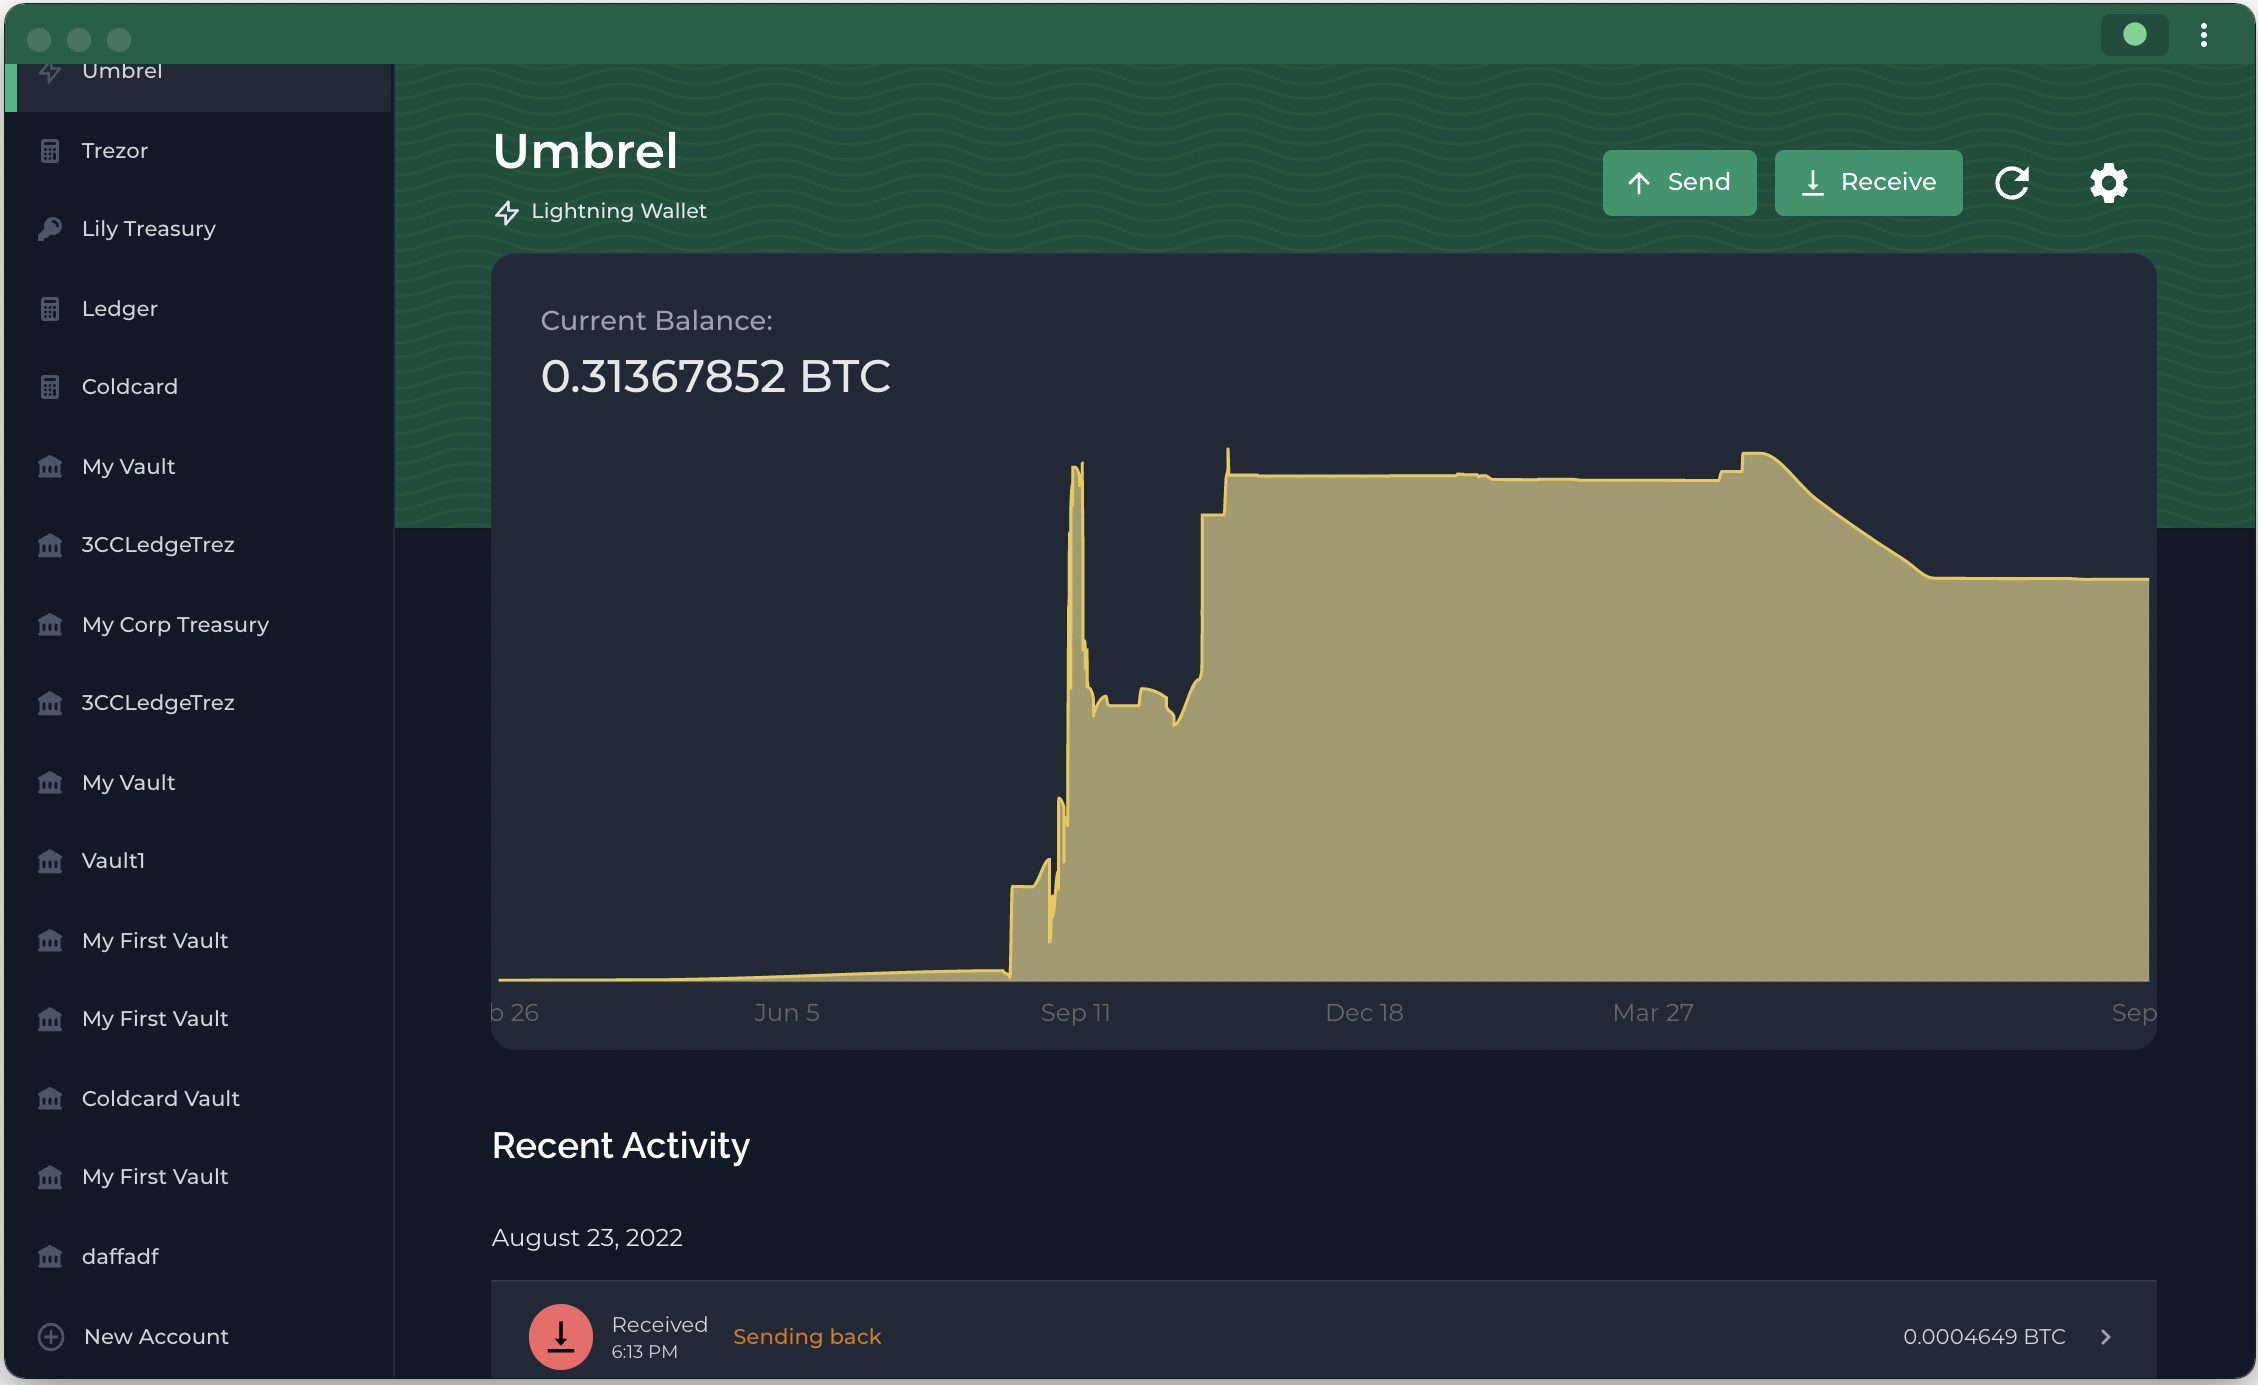 Umbrel
Trezor
Lily Treasury
Ledger
Coldcard
My Vault
3CCLedgeTrez
My Corp Treasury
3CCLedgeTrez
My Vault
Vault1
My First Vault
My First Vault
Coldcard Vault
My First Vault
daffadf
New Account
Umbrel
Lightning Wallet
Send
Receive
Current Balance:
0.31367852 BTC
26 Jun 5 Sep 11 Dec 18 Mar 27 Sep
Recent Activity
August 23, 2022
Received
6:13 PM
Sending back
0.0004649 BTC